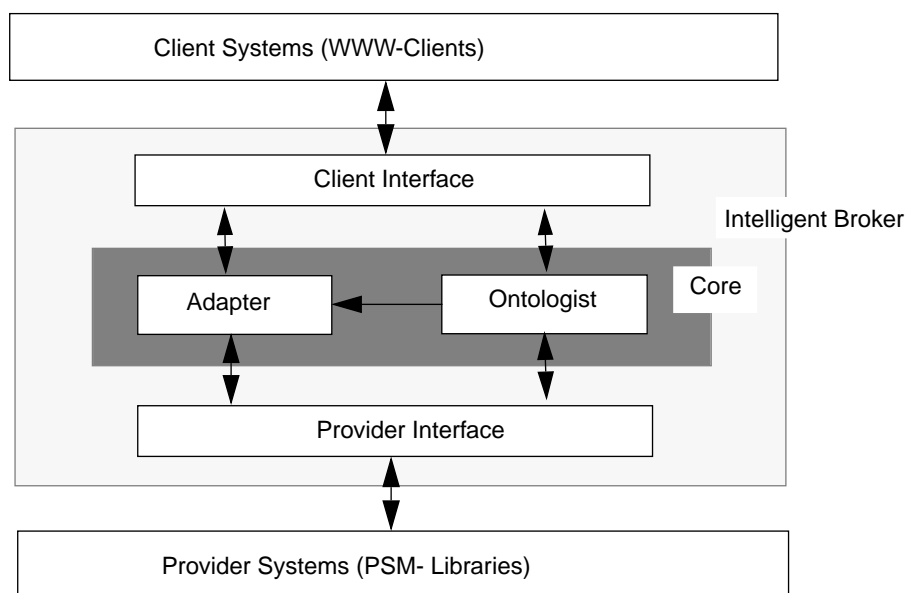 Client Systems (WWW-Clients)
Client Interface
Intelligent Broker
Core
Adapter
Ontologist
Provider Interface
Provider Systems (PSM- Libraries)